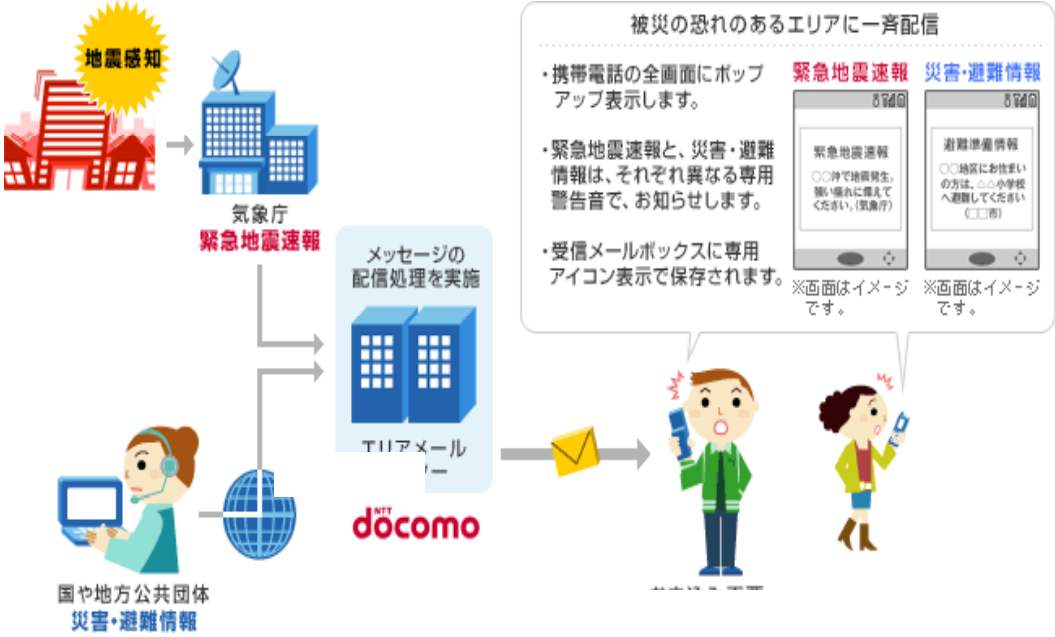 地震感知
気象庁
緊急地震速報
メッセージの
配信処理を実施
エリアメール
ー
NTT
döcomo
国や地方公共団体
災害・避難情報
被災の恐れのあるエリアに一斉配信
・携帯電話の全画面にポップ
アップ表示します。
・緊急地震速報と、災害・避難
情報は、それぞれ異なる専用
警告音で、お知らせします。
・受信メールボックスに専用
アイコン表示で保存されます。
緊急地震速報
緊急地震速報
○○沖で地震発生。
強い揺れに備えて
ください。(気象庁)
※画面はイメージ
です。
災害・避難情報
避難準備情報
○○地区にお住まい
の方は、△△小学校
へ避難してください
(□□市)
※画面はイメージ
です。